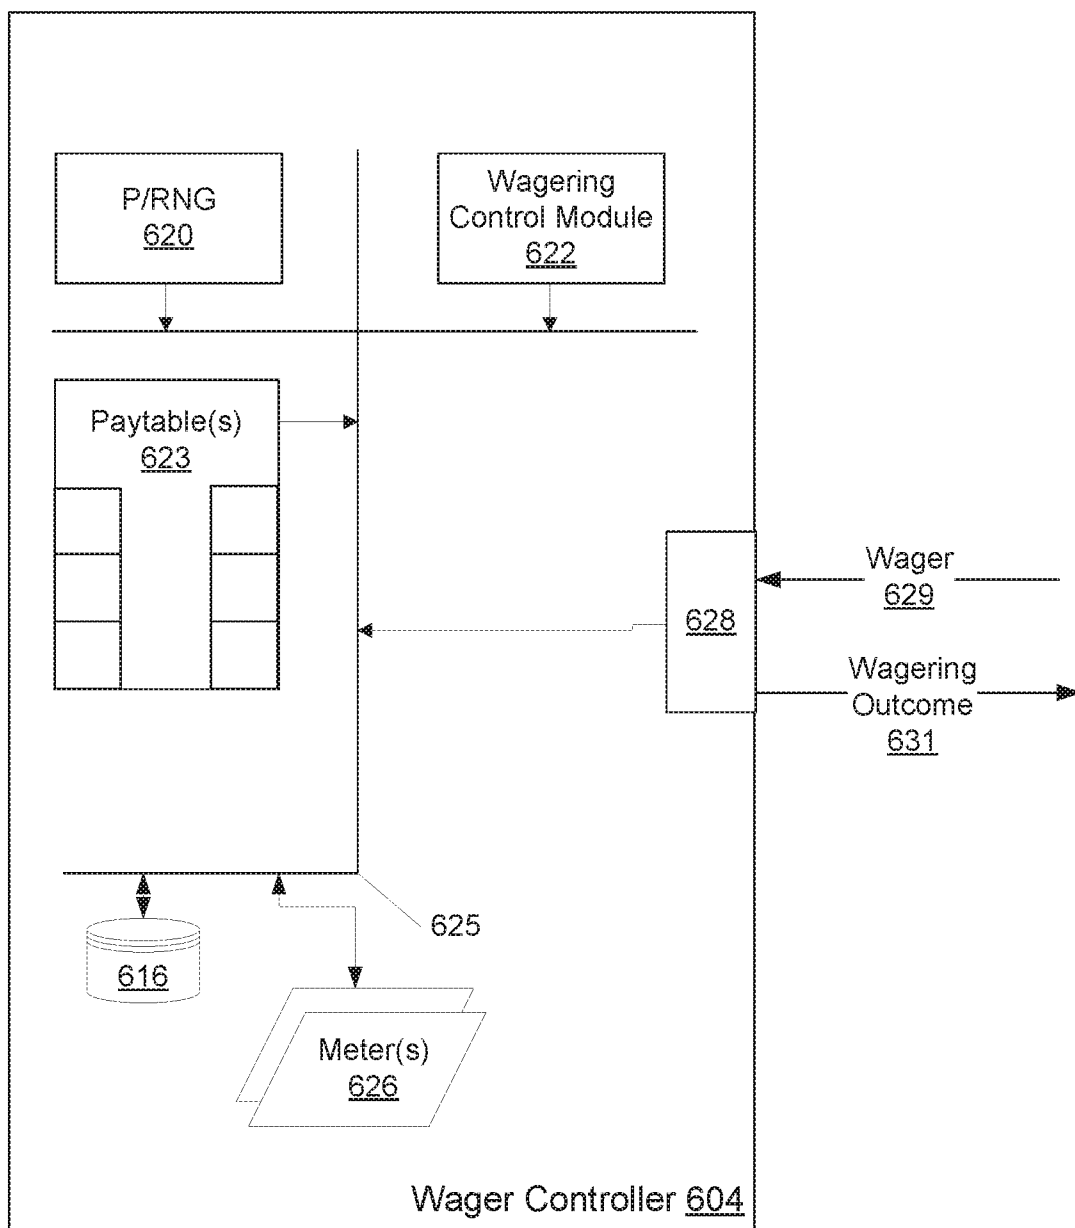 P/RNG
620
Wagering
Control Module
622
Paytable(s)
623
628
Wager
629
Wagering
Outcome
631
625
616
Meter(s)
626
Wager Controller 604